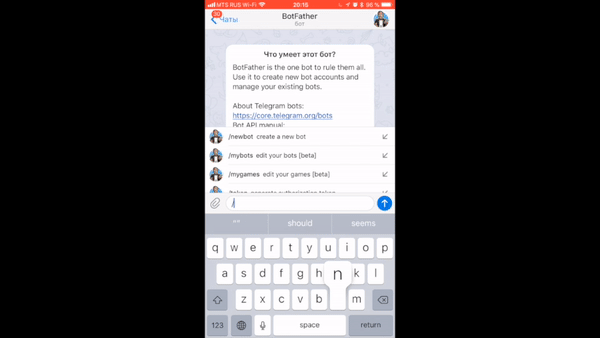 MTS RUS Wi-Fi 20:15 96 %
Чаты
BotFather
бот
Что умеет этот бот?
BotFather is the one bot to rule them all.
Use it to create new bot accounts and
manage your existing bots.
About Telegram bots:
https://core.telegram.org/bots
Bot API manual:
/newbot create a new bot
/mybots edit your bots [beta]
/mygames edit your games [beta]
/token generate authorization token
/
"" should seems
q w e r t y u i o p
a s d f g h n k l
z x c v b m
123 space return